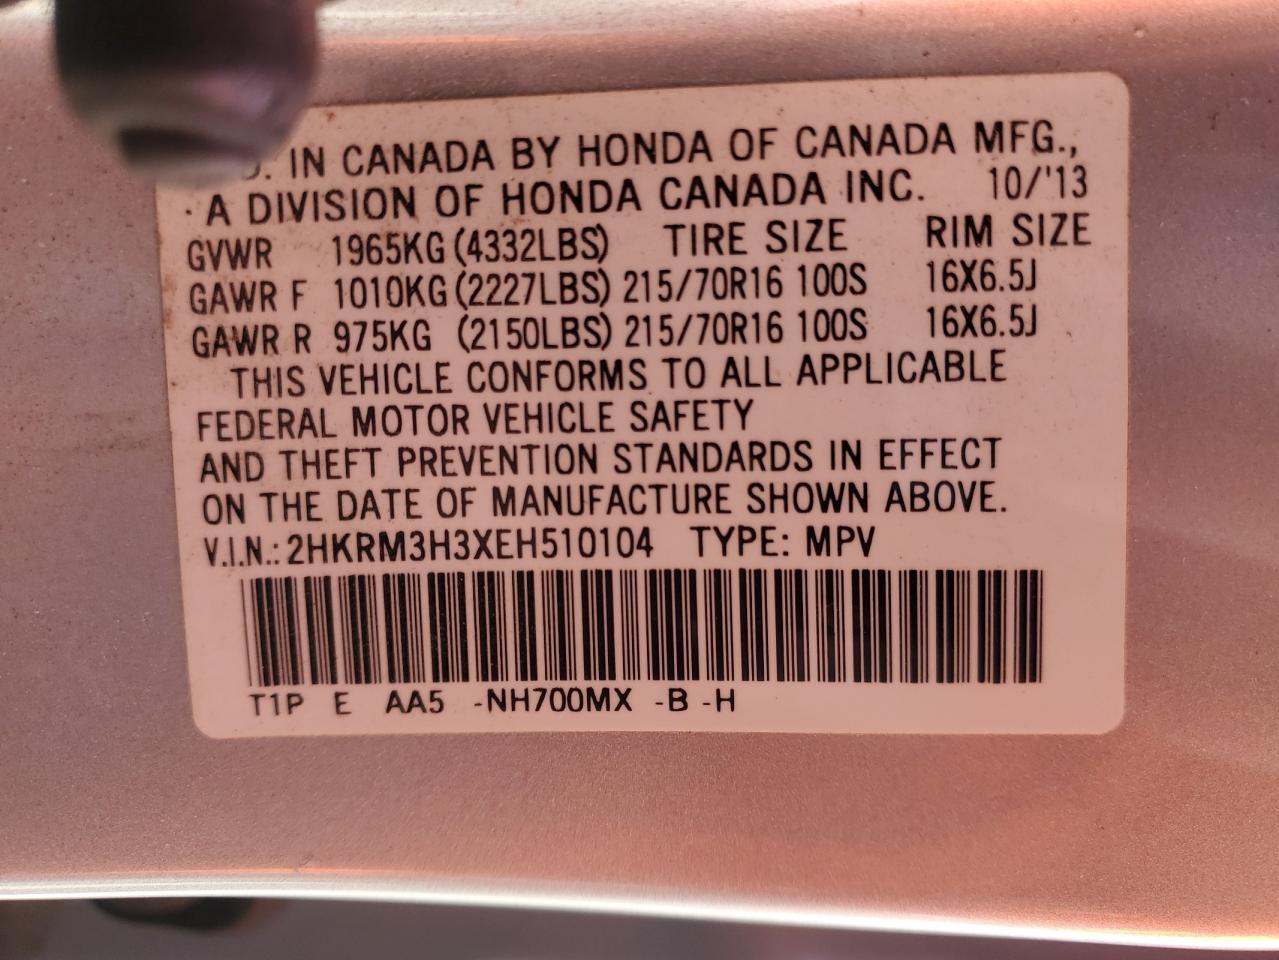 IN CANADA BY HONDA OF CANADA MFG.,
A DIVISION OF HONDA CANADA INC. 10/'13
GVWR 1965KG (4332LBS) TIRE SIZE RIM SIZE
GAWR F 1010KG (2227LBS) 215/70R16 100S 16X6.5J
GAWR R 975KG (2150LBS) 215/70R16 100S 16X6.5J
THIS VEHICLE CONFORMS TO ALL APPLICABLE
FEDERAL MOTOR VEHICLE SAFETY
AND THEFT PREVENTION STANDARDS IN EFFECT
ON THE DATE OF MANUFACTURE SHOWN ABOVE.
V.I.N.: 2HKRM3H3XEH510104 TYPE: MPV
T1P E AA5 -NH700MX -B -H